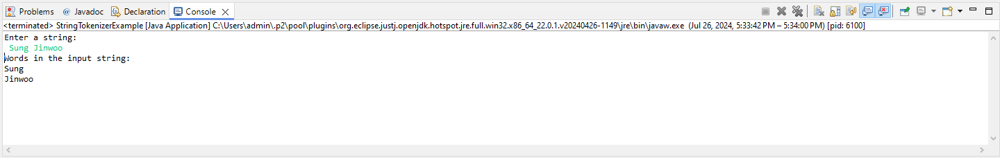 Problems @ Javadoc Declaration Console
<terminated> StringTokenizerExample [Java Application] C:\Users\admin\.p2\pool\plugins\org.eclipse.justj.openjdk.hotspot.jre.full.win32.x86_64_22.0.1.v20240426-1149\jre\bin\javaw.exe (Jul 26, 2024, 5:33:42 PM – 5:34:00 PM) [pid: 6100]
Enter a string:
Sung Jinwoo
Words in the input string:
Sung
Jinwoo